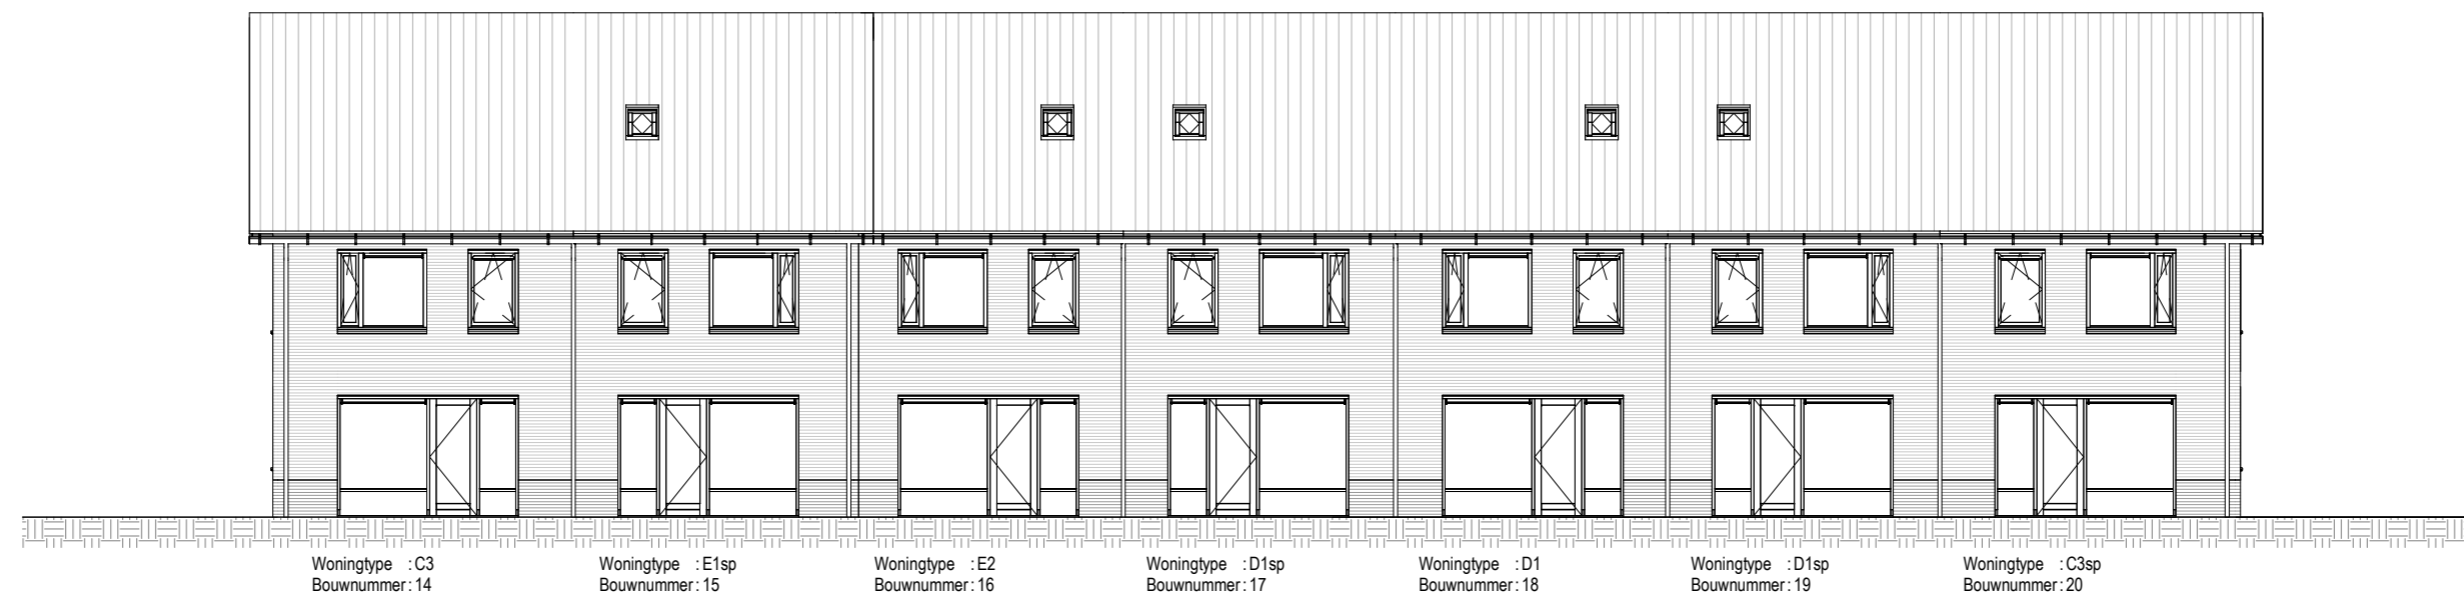 Woningtype : C3
Bouwnummer : 14
Woningtype : E1sp
Bouwnummer : 15
Woningtype : E2
Bouwnummer : 16
Woningtype : D1sp
Bouwnummer : 17
Woningtype : D1
Bouwnummer : 18
Woningtype : D1sp
Bouwnummer : 19
Woningtype : C3sp
Bouwnummer : 20